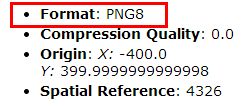 Format: PNG8
Compression Quality: 0.0
Origin: X: -400.0
Y: 399.9999999999998
Spatial Reference: 4326